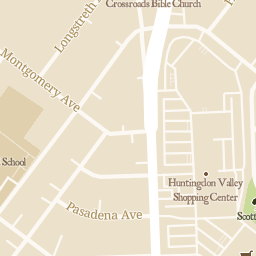 Crossroads Bible Church
Longstreth
Montgomery Ave
School
Huntingdon Valley
Shopping Center
Pasadena Ave
Scott